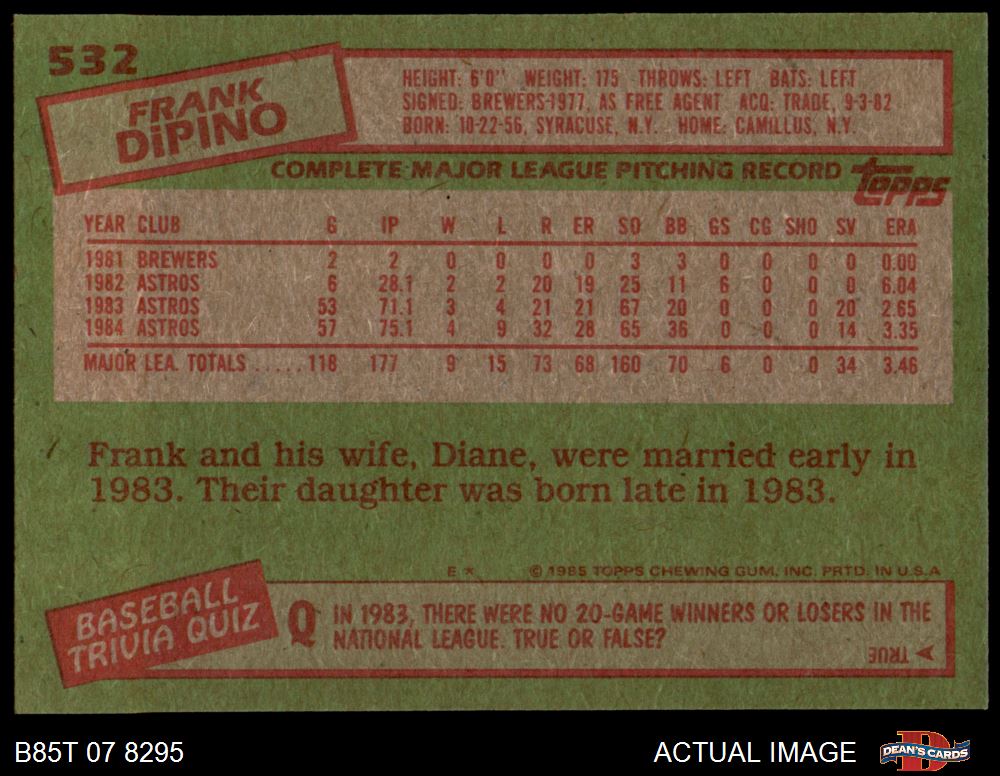 532
FRANK
DiPINO
HEIGHT: 6'0" WEIGHT: 175 THROWS: LEFT BATS: LEFT
SIGNED: BREWERS-1977, AS FREE AGENT ACQ: TRADE, 9-3-82
BORN: 10-22-56, SYRACUSE, N.Y. HOME: CAMILLUS, N.Y.
COMPLETE MAJOR LEAGUE PITCHING RECORD
topps
YEAR CLUB G IP W L R ER SO BB GS CG SHO SV ERA
1981 BREWERS 2 2 0 0 0 0 3 3 0 0 0 0 0.00
1982 ASTROS 6 28.1 2 2 20 19 25 11 6 0 0 0 6.04
1983 ASTROS 53 71.1 3 4 21 21 67 20 0 0 0 20 2.65
1984 ASTROS 57 75.1 4 9 32 28 65 36 0 0 0 14 3.35
MAJOR LEA. TOTALS ..... 118 177 9 15 73 68 160 70 6 0 0 34 3.46
Frank and his wife, Diane, were married early in
1983. Their daughter was born late in 1983.
E * © 1985 TOPPS CHEWING GUM, INC. PRTD. IN U.S.A
BASEBALL
TRIVIA QUIZ
Q IN 1983, THERE WERE NO 20-GAME WINNERS OR LOSERS IN THE
NATIONAL LEAGUE. TRUE OR FALSE?
A TRUE
B85T 07 8295
ACTUAL IMAGE
D
DEAN'S CARDS